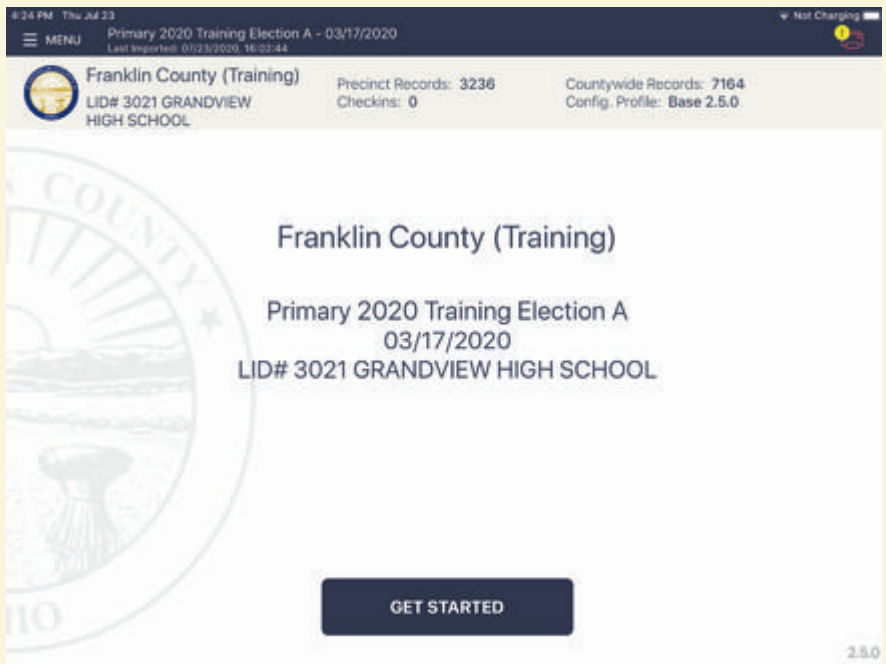 4:24 PM Thu Jul 23
Not Charging
MENU
Primary 2020 Training Election A - 03/17/2020
Last Imported: 07/23/2020, 16:02:44
!
Franklin County (Training)
LID# 3021 GRANDVIEW
HIGH SCHOOL
Precinct Records: 3236
Checkins: 0
Countywide Records: 7164
Config. Profile: Base 2.5.0
COUNTY
Franklin County (Training)
Primary 2020 Training Election A
03/17/2020
LID# 3021 GRANDVIEW HIGH SCHOOL
GET STARTED
HIO
2.5.0